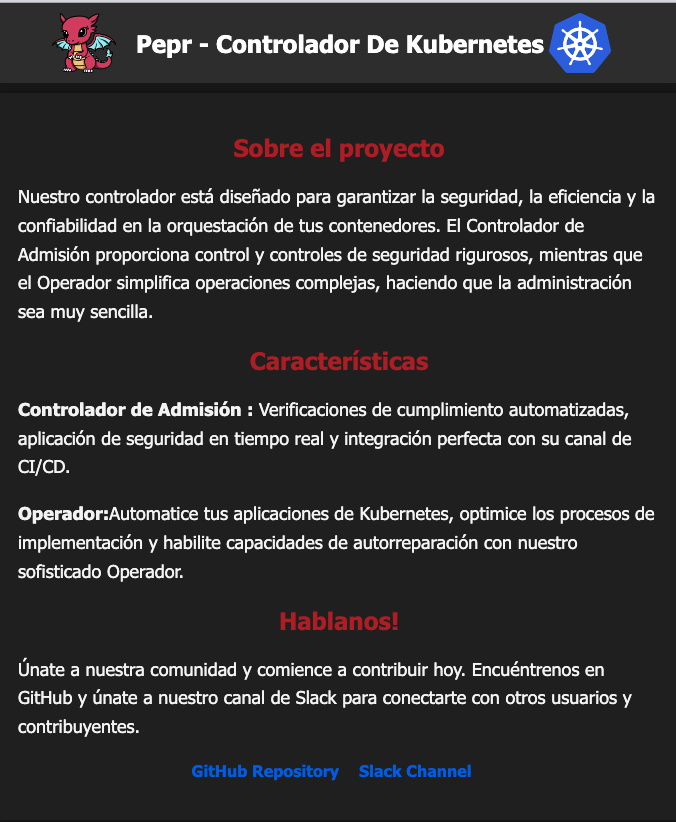 Pepr - Controlador De Kubernetes
Sobre el proyecto
Nuestro controlador está diseñado para garantizar la seguridad, la eficiencia y la
confiabilidad en la orquestación de tus contenedores. El Controlador de
Admisión proporciona control y controles de seguridad rigurosos, mientras que
el Operador simplifica operaciones complejas, haciendo que la administración
sea muy sencilla.
Características
Controlador de Admisión : Verificaciones de cumplimiento automatizadas,
aplicación de seguridad en tiempo real y integración perfecta con su canal de
CI/CD.
Operador:Automatice tus aplicaciones de Kubernetes, optimice los procesos de
implementación y habilite capacidades de autorreparación con nuestro
sofisticado Operador.
Hablanos!
Únate a nuestra comunidad y comience a contribuir hoy. Encuéntrenos en
GitHub y únate a nuestro canal de Slack para conectarte con otros usuarios y
contribuyentes.
GitHub Repository Slack Channel